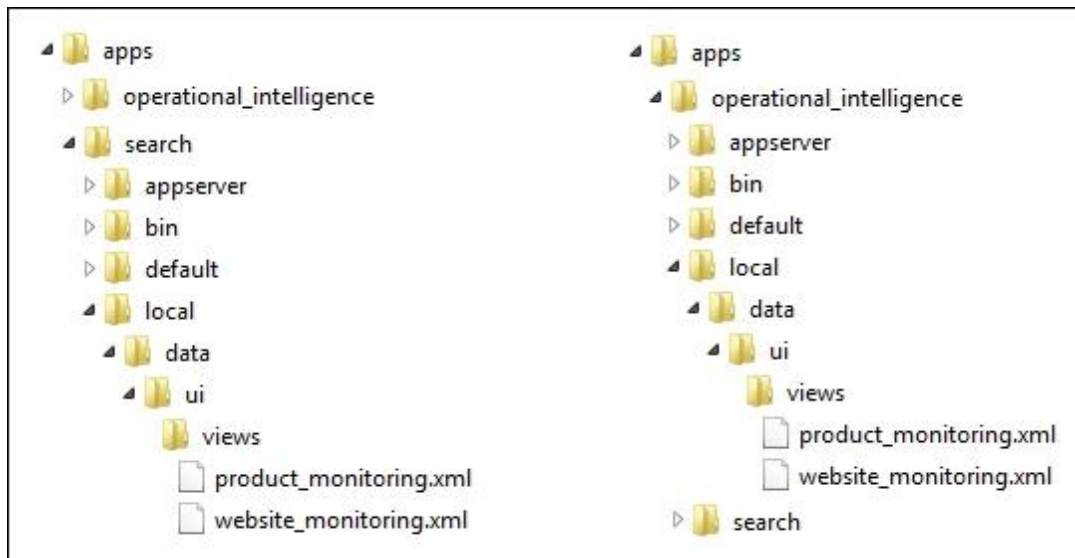 apps
operational_intelligence
search
appserver
bin
default
local
data
ui
views
product_monitoring.xml
website_monitoring.xml
apps
operational_intelligence
appserver
bin
default
local
data
ui
views
product_monitoring.xml
website_monitoring.xml
search